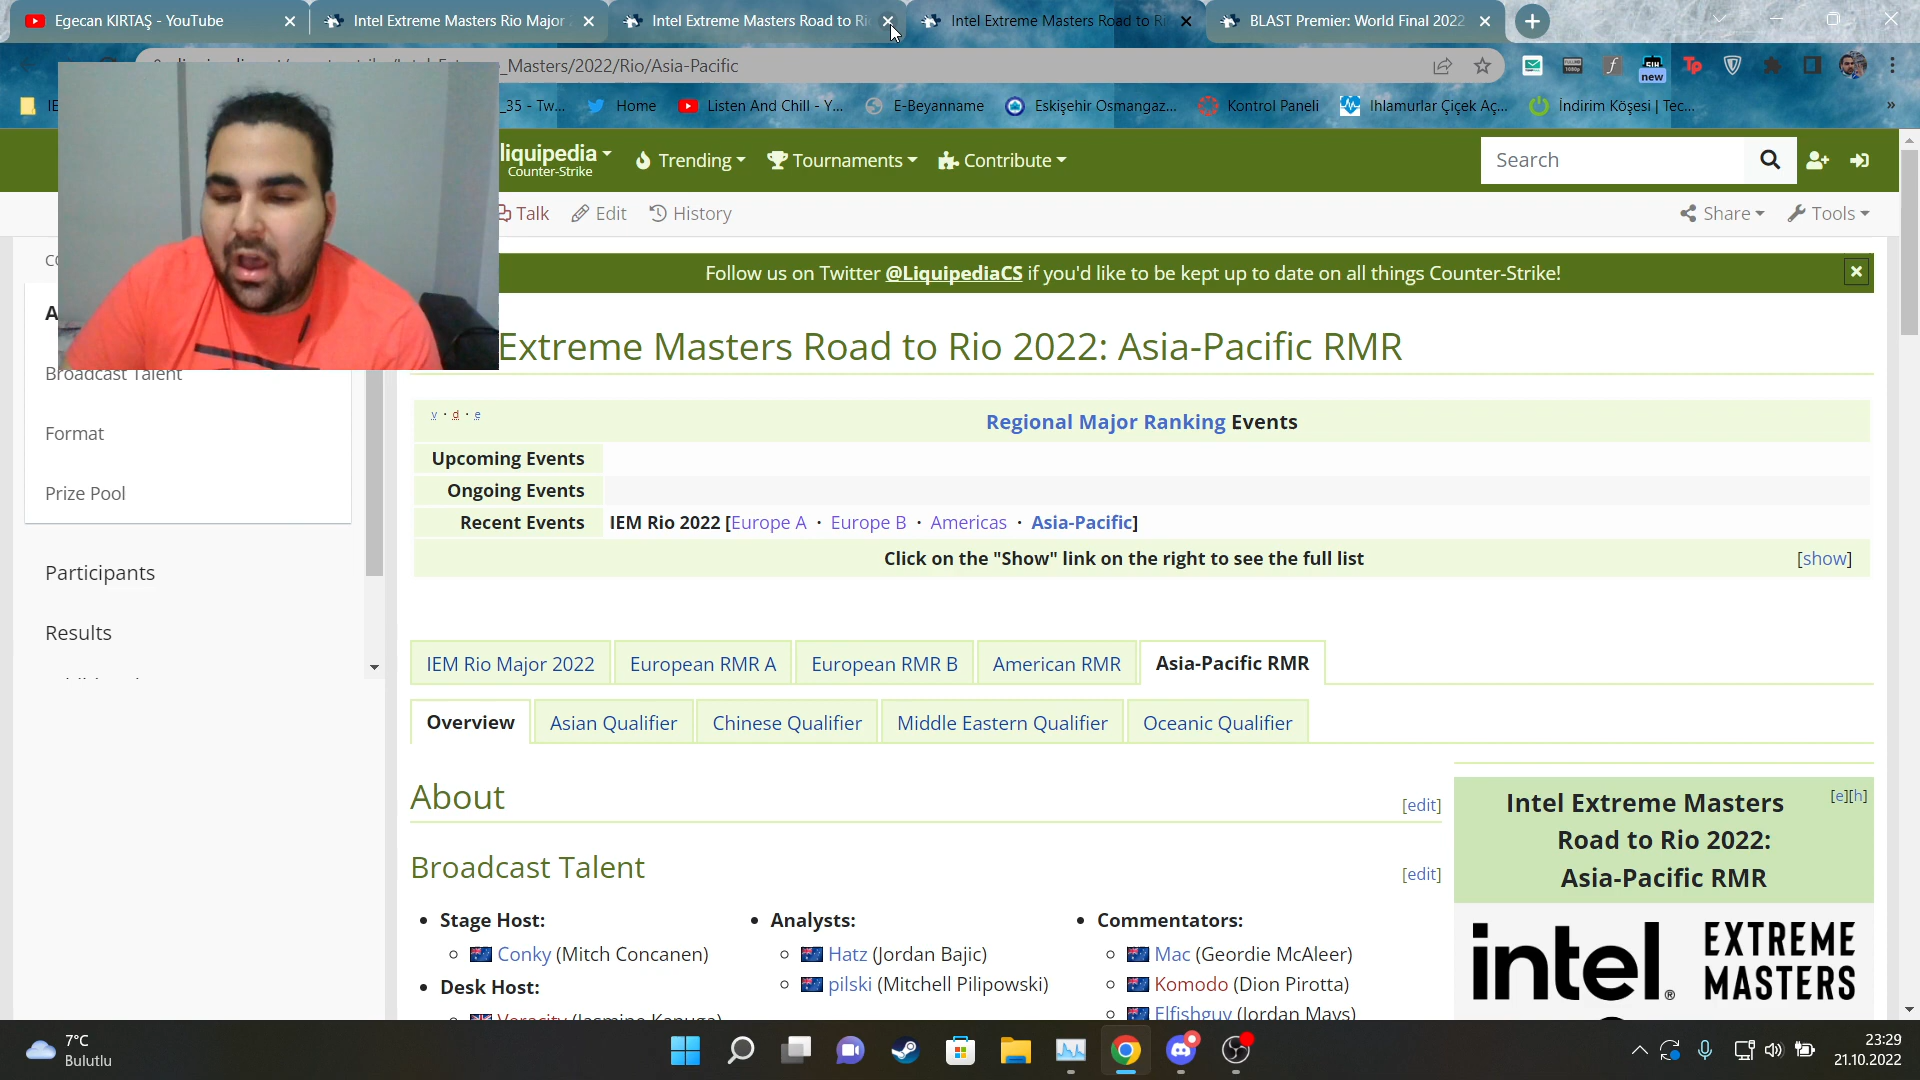 Egecan KIRTAŞ - YouTube
Intel Extreme Masters Rio Major
Intel Extreme Masters Road to Ri
Intel Extreme Masters Road to Ri
BLAST Premier: World Final 2022
_Masters/2022/Rio/Asia-Pacific
new
_35 - Tw...
Home
Listen And Chill - Y...
E-Beyanname
Eskişehir Osmangaz...
Kontrol Paneli
Ihlamurlar Çiçek Aç...
İndirim Köşesi | Tec...
»
liquipedia
Counter-Strike
Trending
Tournaments
Contribute
Search
Talk
Edit
History
Share
Tools
Follow us on Twitter @LiquipediaCS if you'd like to be kept up to date on all things Counter-Strike!
Broadcast Talent
Format
Prize Pool
Participants
Results
Extreme Masters Road to Rio 2022: Asia-Pacific RMR
v · d · e
Regional Major Ranking Events
Upcoming Events
Ongoing Events
Recent Events IEM Rio 2022 [Europe A · Europe B · Americas · Asia-Pacific]
Click on the "Show" link on the right to see the full list [show]
IEM Rio Major 2022
European RMR A
European RMR B
American RMR
Asia-Pacific RMR
Overview
Asian Qualifier
Chinese Qualifier
Middle Eastern Qualifier
Oceanic Qualifier
About [edit]
Broadcast Talent [edit]
Stage Host:
Conky (Mitch Concanen)
Desk Host:
Veracity (Jasmine Kanuga)
Analysts:
Hatz (Jordan Bajic)
pilski (Mitchell Pilipowski)
Commentators:
Mac (Geordie McAleer)
Komodo (Dion Pirotta)
Elfishguy (Jordan Mays)
Intel Extreme Masters [e][h]
Road to Rio 2022:
Asia-Pacific RMR
intel®
EXTREME
MASTERS
7°C
Bulutlu
23:29
21.10.2022